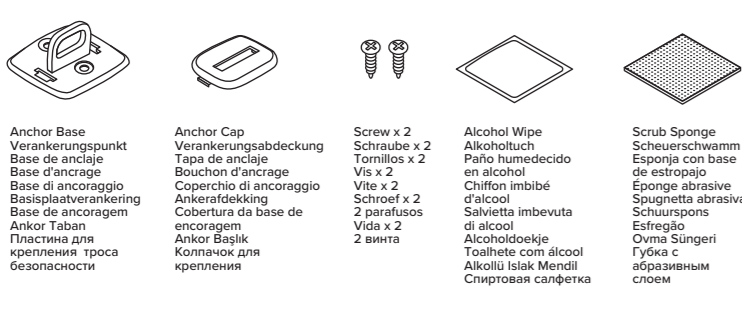 Anchor Base
Verankerungspunkt
Base de anclaje
Base d'ancrage
Base di ancoraggio
Basisplaatverankering
Base de ancoragem
Ankor Taban
Пластина для
крепления троса
безопасности
Anchor Cap
Verankerungsabdeckung
Tapa de anclaje
Bouchon d'ancrage
Coperchio di ancoraggio
Ankerafdekking
Cobertura da base de
encoragem
Ankor Başlık
Колпачок для
крепления
Screw x 2
Schraube x 2
Tornillos x 2
Vis x 2
Vite x 2
Schroef x 2
2 parafusos
Vida x 2
2 винта
Alcohol Wipe
Alkoholtuch
Paño humedecido
en alcohol
Chiffon imbibé
d'alcool
Salvietta imbevuta
di alcool
Alcoholdoekje
Toalhete com álcool
Alkollü Islak Mendil
Спиртовая салфетка
Scrub Sponge
Scheuerschwamm
Esponja con base
de estropajo
Éponge abrasive
Spugnetta abrasiva
Schuurspons
Esfregão
Ovma Süngeri
Губка с
абразивным
слоем